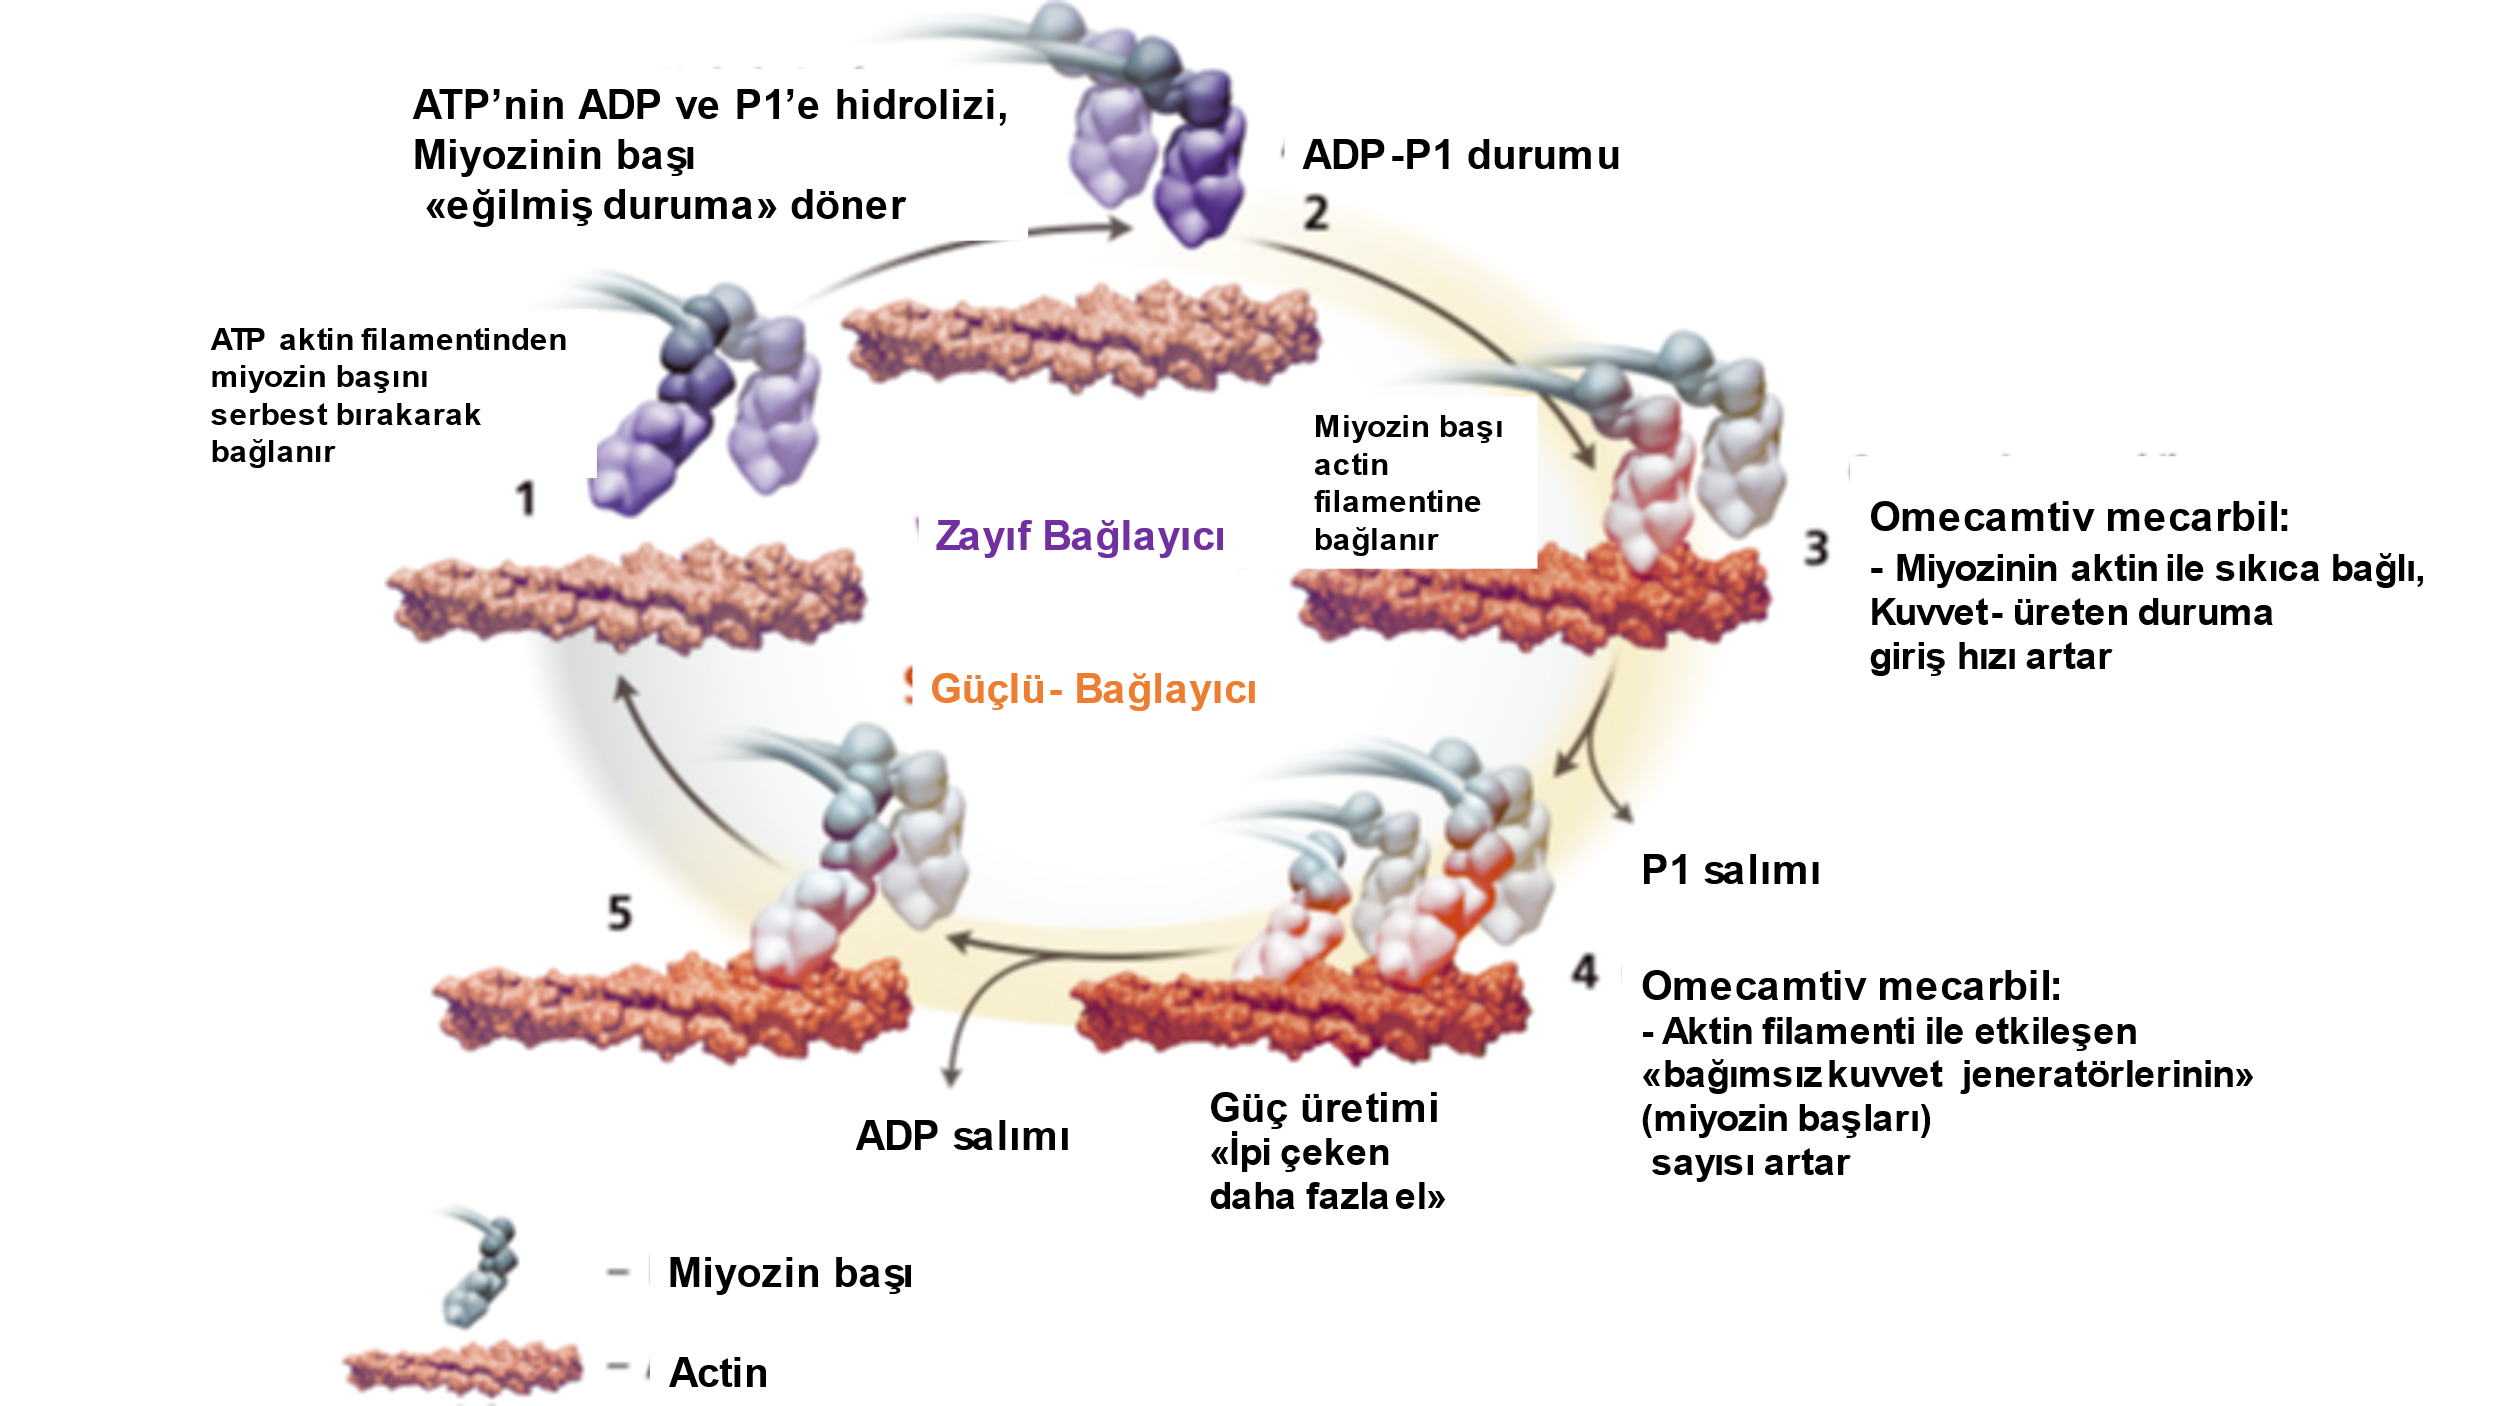 ATP’nin ADP ve P1’e hidrolizi,
Miyozinin başı
«eğilmiş duruma» döner
ADP-P1 durumu
2
ATP aktin filamentinden
miyozin başını
serbest bırakarak
bağlanır
1
Miyozin başı
actin
filamentine
bağlanır
3
Zayıf Bağlayıcı
Güçlü- Bağlayıcı
Omecamtiv mecarbil:
- Miyozinin aktin ile sıkıca bağlı,
Kuvvet- üreten duruma
giriş hızı artar
P1 salımı
5
4
Omecamtiv mecarbil:
- Aktin filamenti ile etkileşen
«bağımsız kuvvet jeneratörlerinin»
(miyozin başları)
sayısı artar
Güç üretimi
«İpi çeken
daha fazla el»
ADP salımı
Miyozin başı
Actin